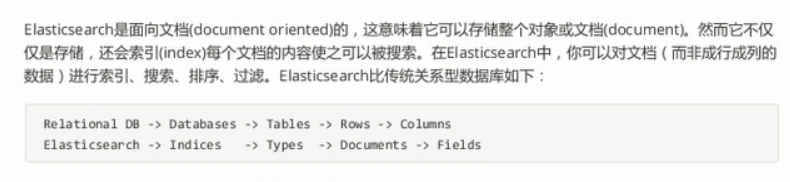 Elasticsearch是面向文档(document oriented)的，这意味着它可以存储整个对象或文档(document)。然而它不仅
仅是存储，还会索引(index)每个文档的内容使之可以被搜索。在Elasticsearch中，你可以对文档（而非成行成列的
数据）进行索引、搜索、排序、过滤。Elasticsearch比传统关系型数据库如下：
Relational DB -> Databases -> Tables -> Rows -> Columns
Elasticsearch -> Indices   -> Types  -> Documents -> Fields